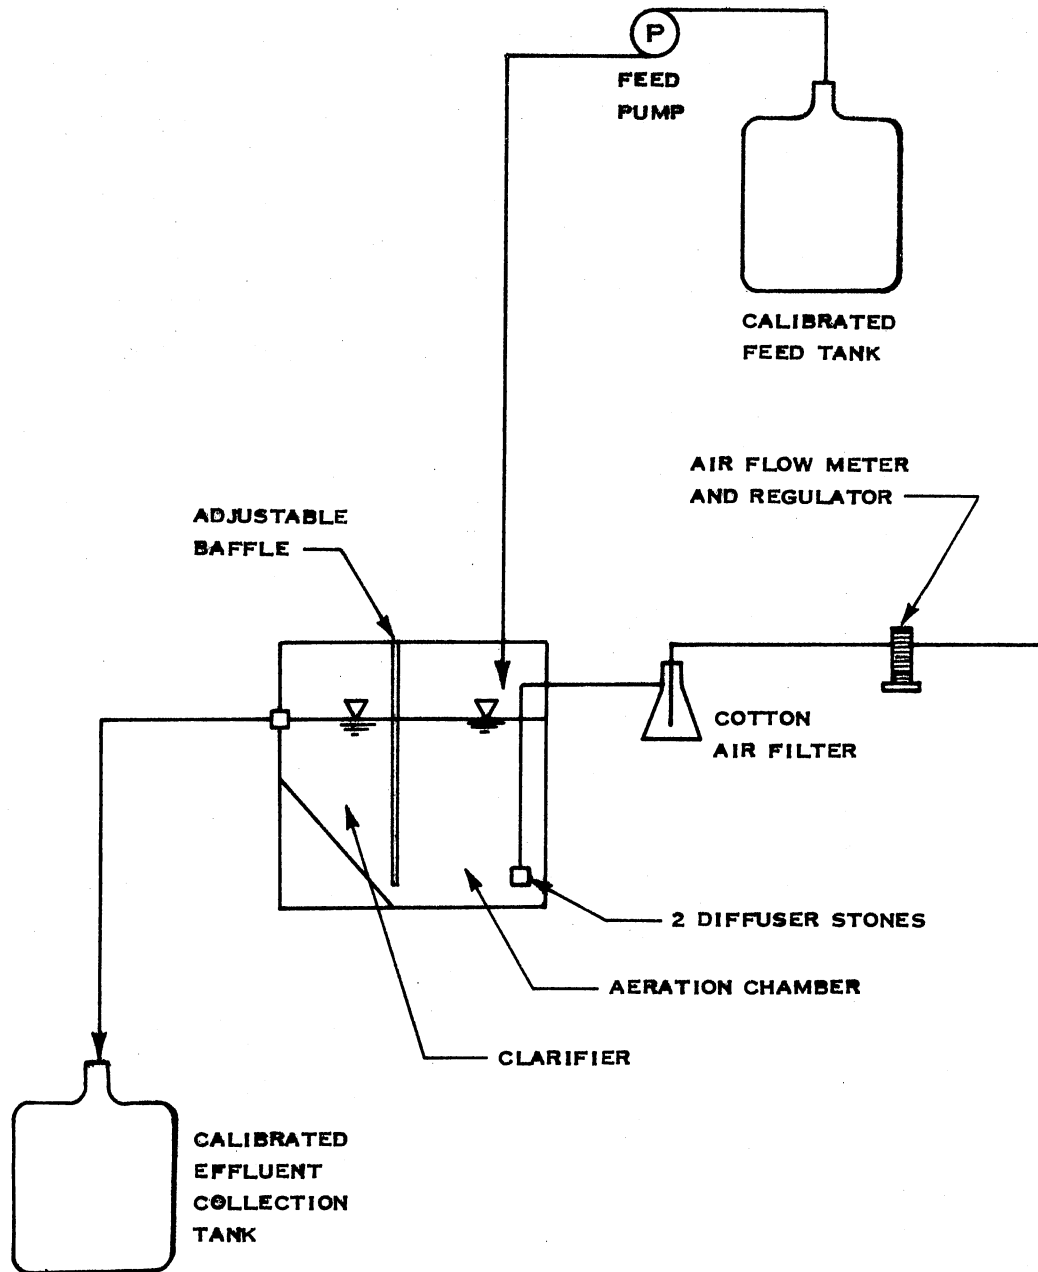 P
FEED
PUMP
CALIBRATED
FEED TANK
AIR FLOW METER
AND REGULATOR
ADJUSTABLE
BAFFLE
COTTON
AIR FILTER
2 DIFFUSER STONES
AERATION CHAMBER
CLARIFIER
CALIBRATED
EFFLUENT
COLLECTION
TANK